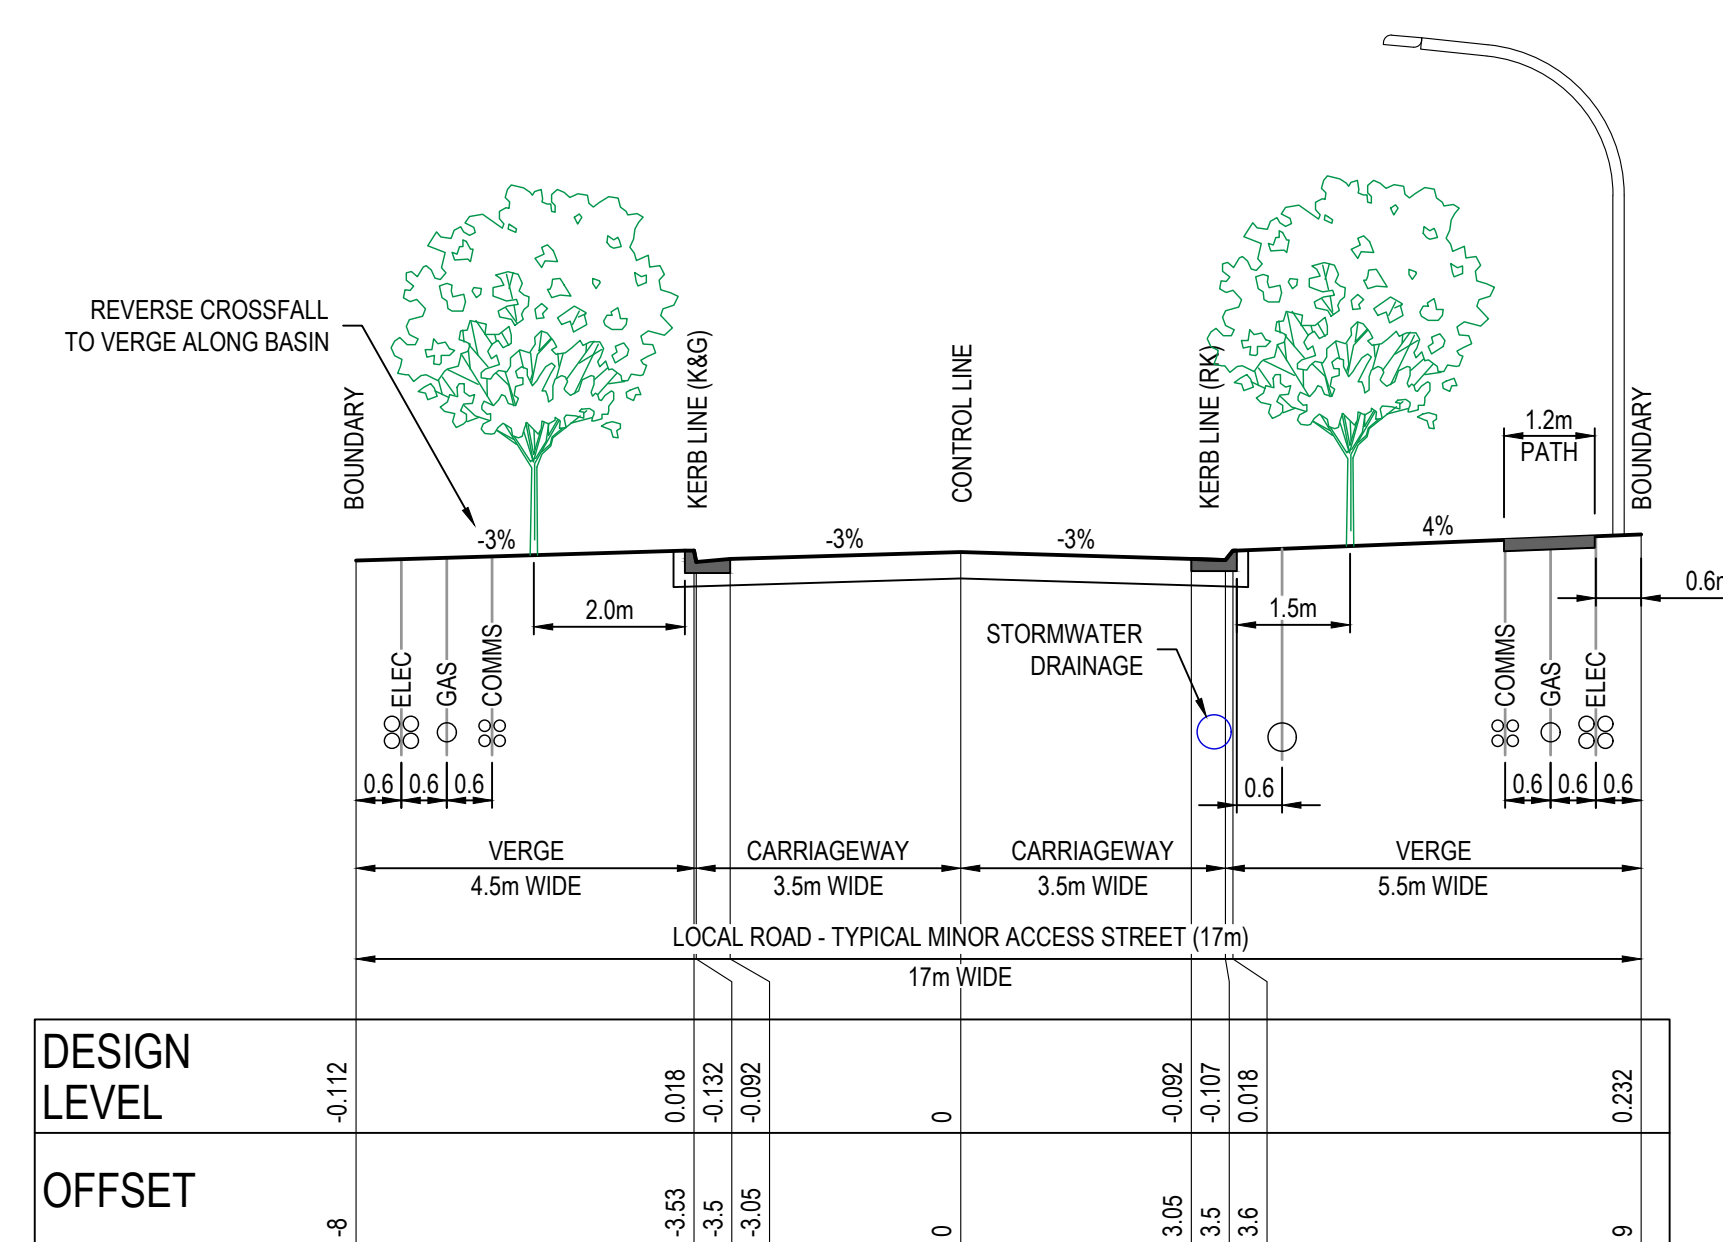 REVERSE CROSSFALL
TO VERGE ALONG BASIN
BOUNDARY
KERB LINE (K&G)
CONTROL LINE
KERB LINE (RK)
1.2m
PATH
BOUNDARY
-3%
-3%
-3%
4%
2.0m
1.5m
0.6m
STORMWATER
DRAINAGE
ELEC
GAS
COMMS
COMMS
GAS
ELEC
0.6
0.6
0.6
0.6
0.6
0.6
0.6
VERGE
4.5m WIDE
CARRIAGEWAY
3.5m WIDE
CARRIAGEWAY
3.5m WIDE
VERGE
5.5m WIDE
LOCAL ROAD - TYPICAL MINOR ACCESS STREET (17m)
17m WIDE
DESIGN
LEVEL
-0.112
0.018
-0.132
-0.092
0
-0.092
-0.107
0.018
0.232
OFFSET
-8
-3.53
-3.5
-3.05
0
3.05
3.5
3.6
9